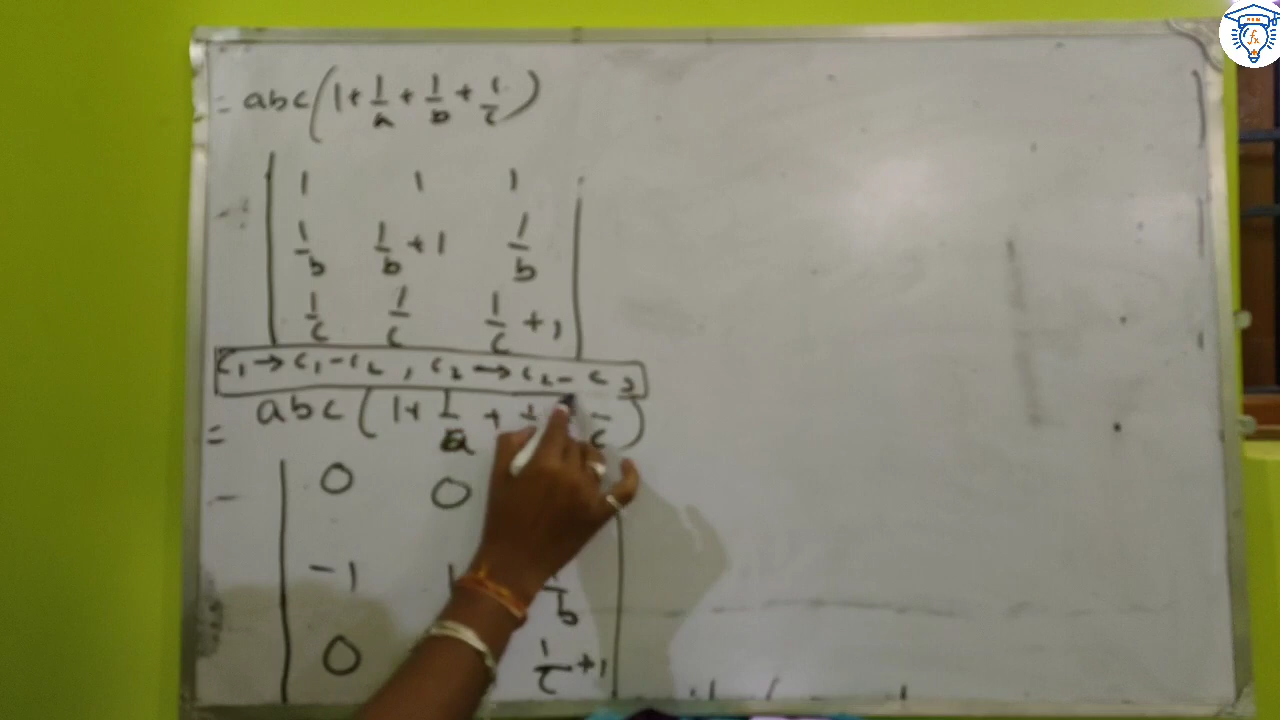 = abc(1+1/a+1/b+1/c)
| 1 1 1 |
| 1/b 1/b+1 1/b |
| 1/c 1/c 1/c+1 |
C1→C1-C2, C2→C2-C3
= abc(1+1/a+ 1/c)
| 0 0
-1 1 1/b
0 1/c+1 |